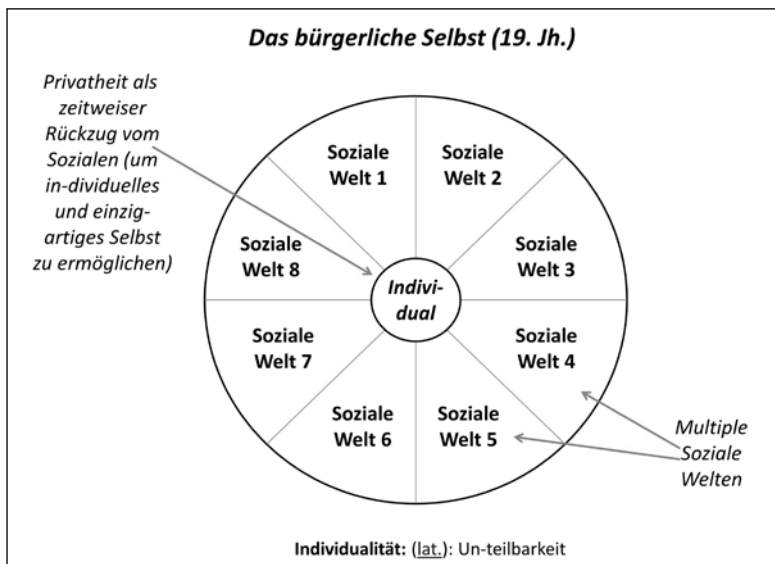 Das bürgerliche Selbst (19. Jh.)
Privatheit als
zeitweiser
Rückzug vom
Sozialen (um
in-dividuelles
und einzig-
artiges Selbst
zu ermöglichen)
Soziale
Welt 1
Soziale
Welt 2
Soziale
Welt 3
Soziale
Welt 4
Soziale
Welt 5
Soziale
Welt 6
Soziale
Welt 7
Soziale
Welt 8
Indivi-
dual
Multiple
Soziale
Welten
Individualität: (lat.): Un-teilbarkeit